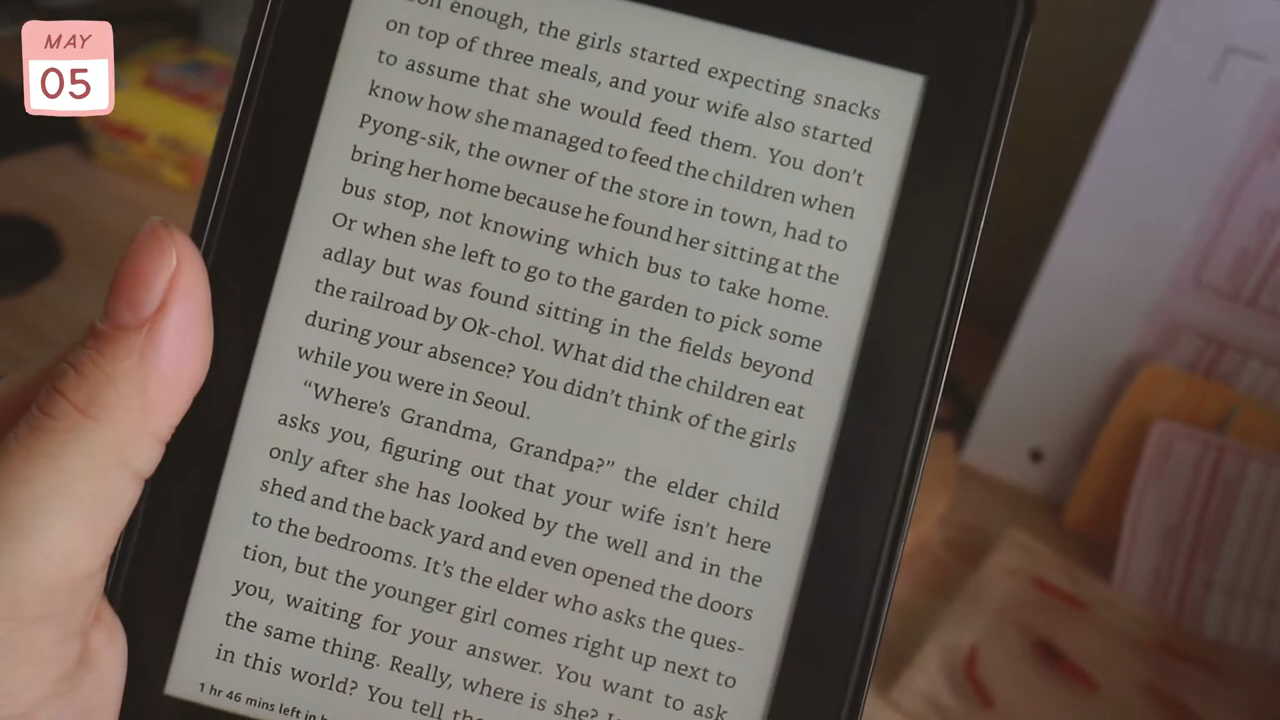 MAY
05
enough, the girls started expecting snacks
on top of three meals, and your wife also started
to assume that she would feed them. You don't
know how she managed to feed the children when
Pyong-sik, the owner of the store in town, had to
bring her home because he found her sitting at the
bus stop, not knowing which bus to take home.
Or when she left to go to the garden to pick some
adlay but was found sitting in the fields beyond
the railroad by Ok-chol. What did the children eat
during your absence? You didn't think of the girls
while you were in Seoul.
“Where's Grandma, Grandpa?” the elder child
asks you, figuring out that your wife isn't here
only after she has looked by the well and in the
shed and the back yard and even opened the doors
to the bedrooms. It's the elder who asks the ques-
tion, but the younger girl comes right up next to
you, waiting for your answer. You want to ask
the same thing. Really, where is she?
in this world? You tell
1 hr 46 mins left in